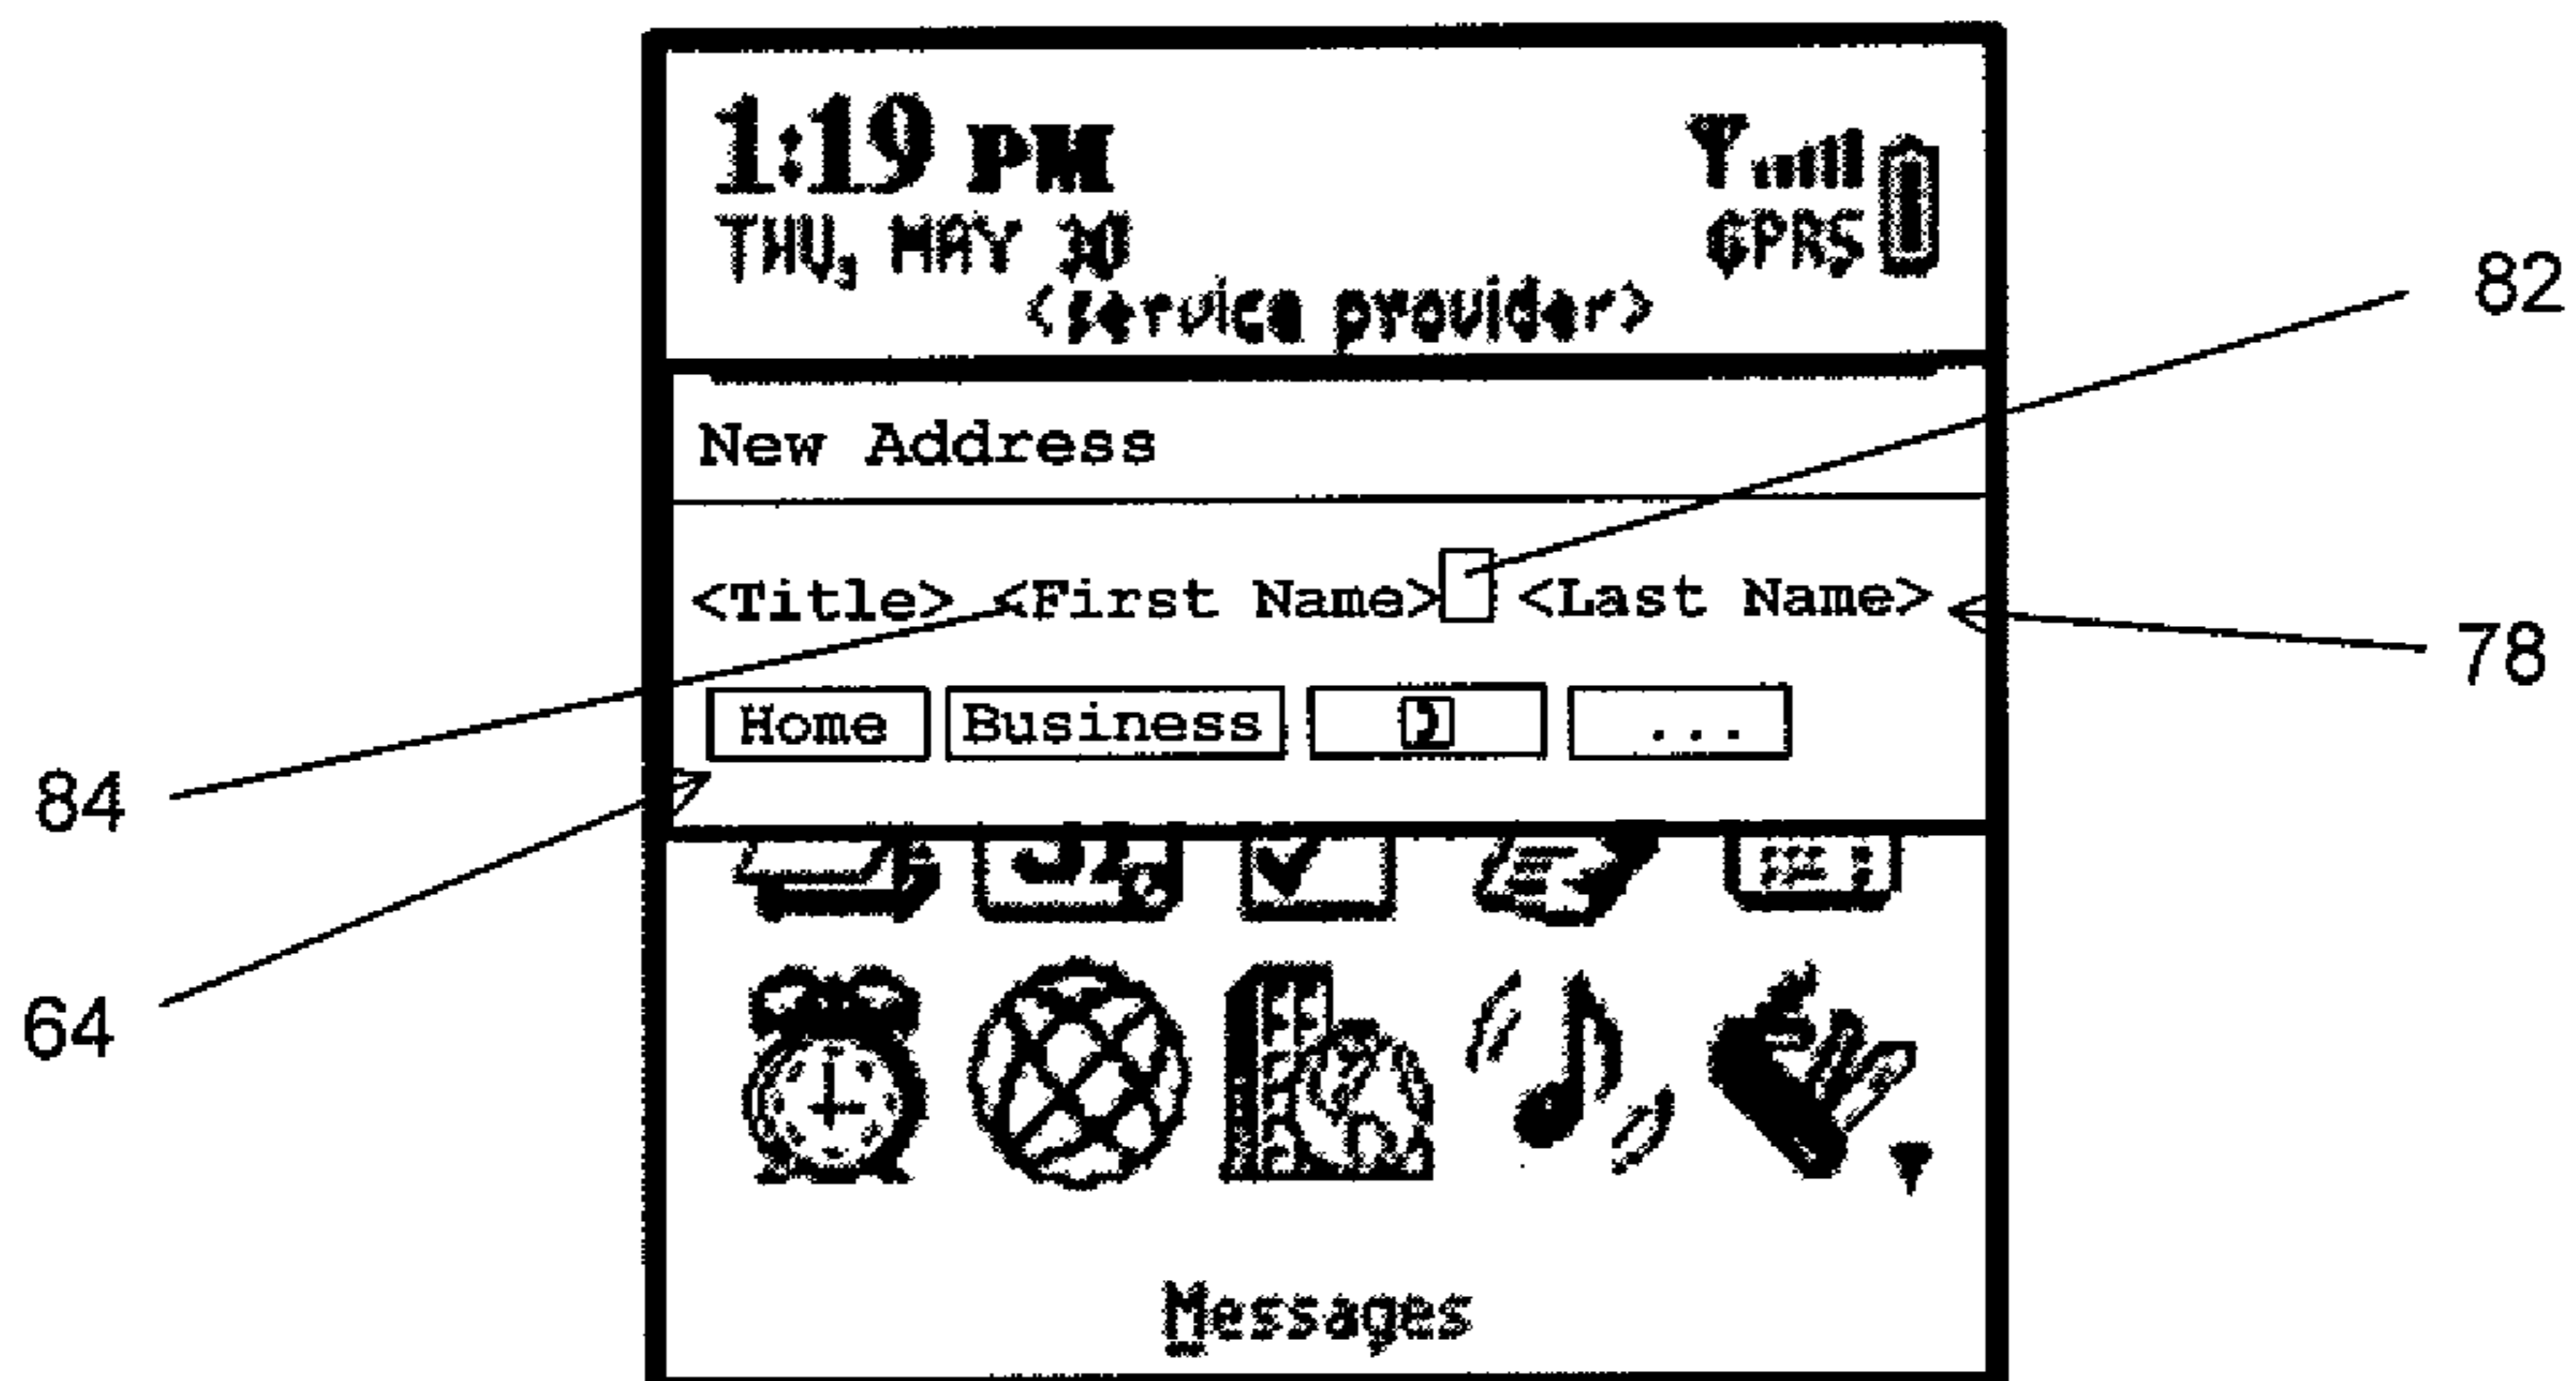 1:19 PM
THU, MAY 30
GPRS
<service provider>
82
New Address
<Title> <First Name> <Last Name>
78
Home Business ...
84
31
64
Messages